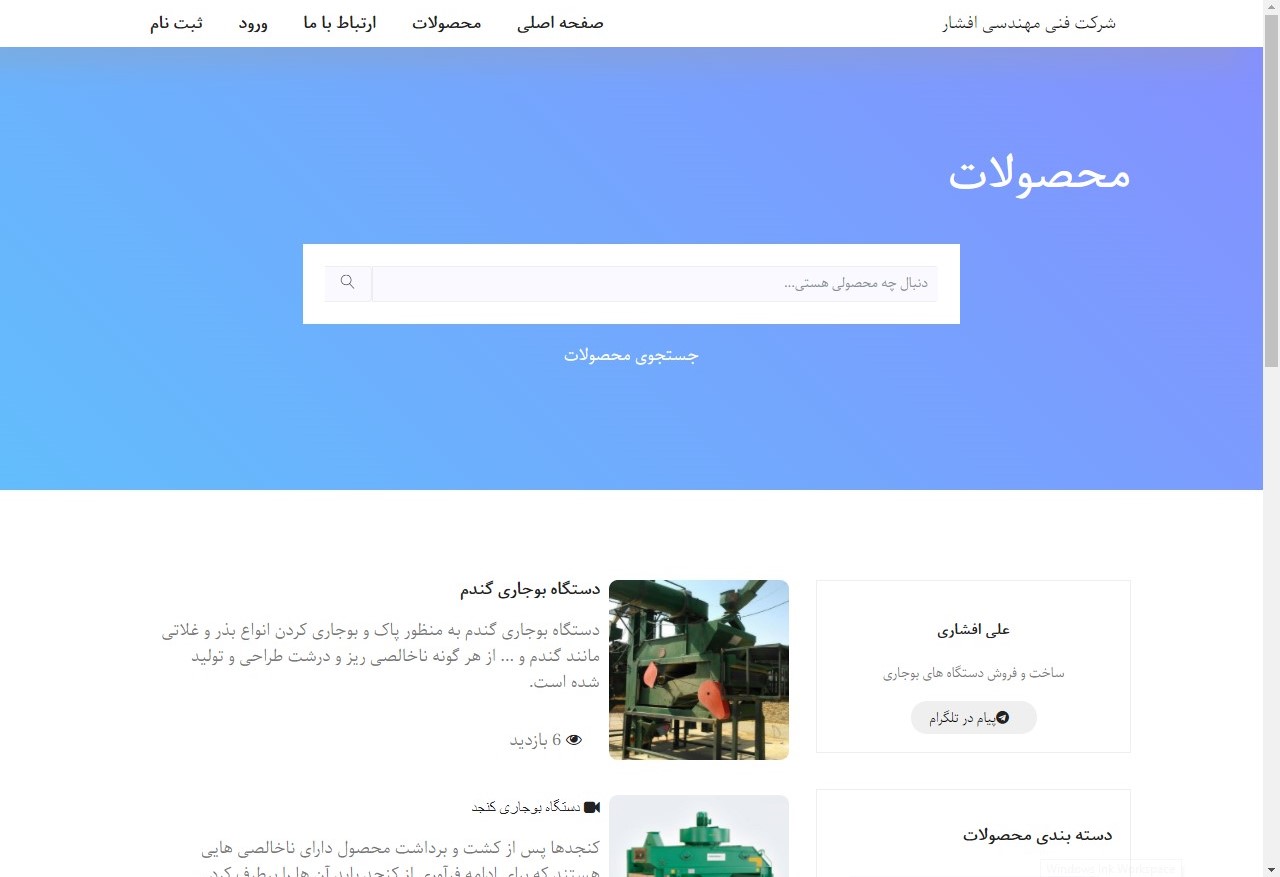 شرکت فنی مهندسی افشار
صفحه اصلی
محصولات
ارتباط با ما
ورود
ثبت نام
محصولات
دنبال چه محصولی هستی...
جستجوی محصولات
علی افشاری
ساخت و فروش دستگاه های بوجاری
پیام در تلگرام
دسته بندی محصولات
دستگاه بوجاری گندم
دستگاه بوجاری گندم به منظور پاک و بوجاری کردن انواع بذر و غلاتی
مانند گندم و ... از هر گونه ناخالصی ریز و درشت طراحی و تولید
شده است.
6 بازدید
دستگاه بوجاری کنجد
کنجدها پس از کشت و برداشت محصول دارای ناخالصی هایی
هستند که برای ادامه فرآوری از کنجد باید آن ها را برطرف کرد.
Windows Ink Workspace